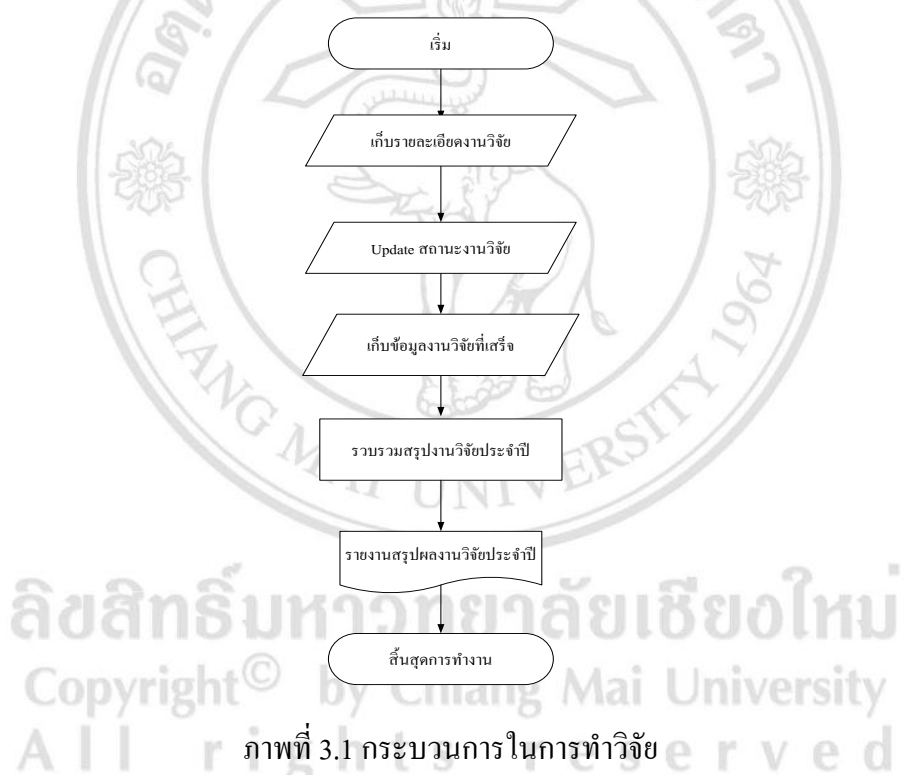 เริ่ม
เก็บรายละเอียดงานวิจัย
Update สถานะงานวิจัย
เก็บข้อมูลงานวิจัยที่เสร็จ
รวบรวมสรุปงานวิจัยประจำปี
รายงานสรุปผลงานวิจัยประจำปี
สิ้นสุดการทำงาน
CHIANG MAI UNIVERSITY 1964
ลิขสิทธิ์มหาวิทยาลัยเชียงใหม่
Copyright© by Chiang Mai University
All rights reserved
ภาพที่ 3.1 กระบวนการในการทำวิจัย